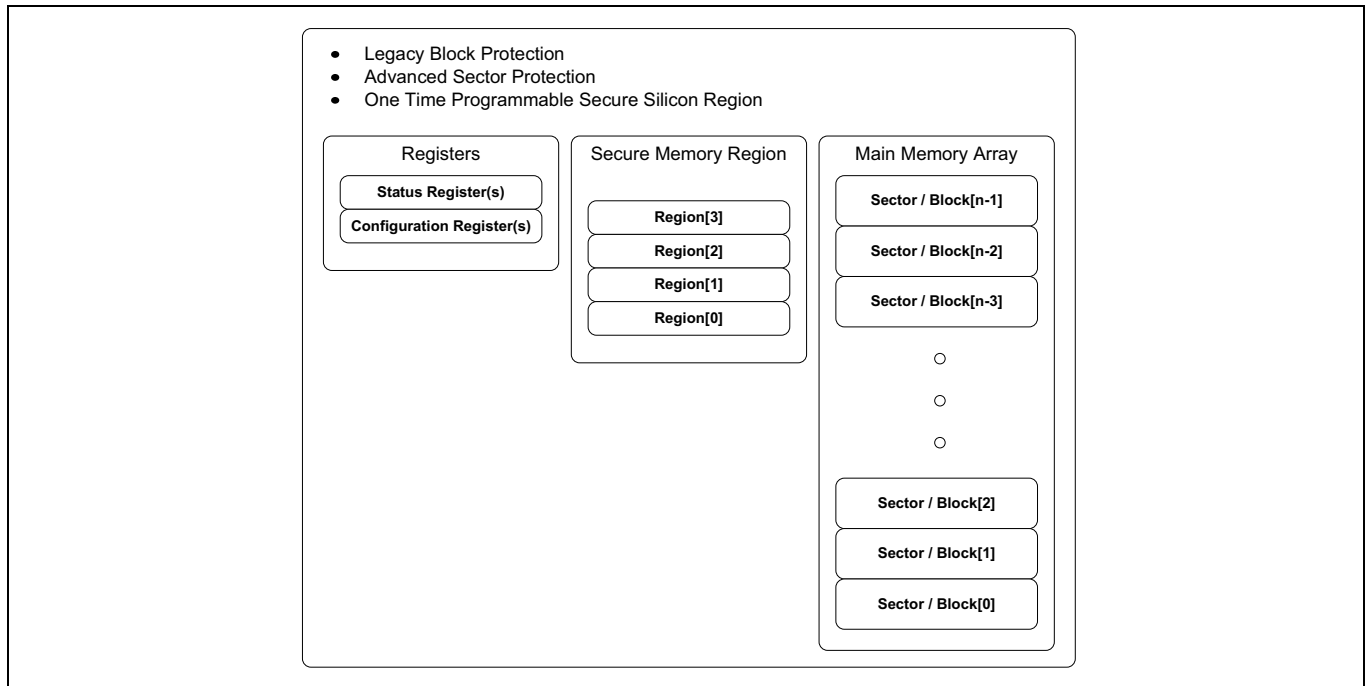 Legacy Block Protection
Advanced Sector Protection
One Time Programmable Secure Silicon Region
Registers
Status Register(s)
Configuration Register(s)
Secure Memory Region
Region[3]
Region[2]
Region[1]
Region[0]
Main Memory Array
Sector / Block[n-1]
Sector / Block[n-2]
Sector / Block[n-3]
Sector / Block[2]
Sector / Block[1]
Sector / Block[0]